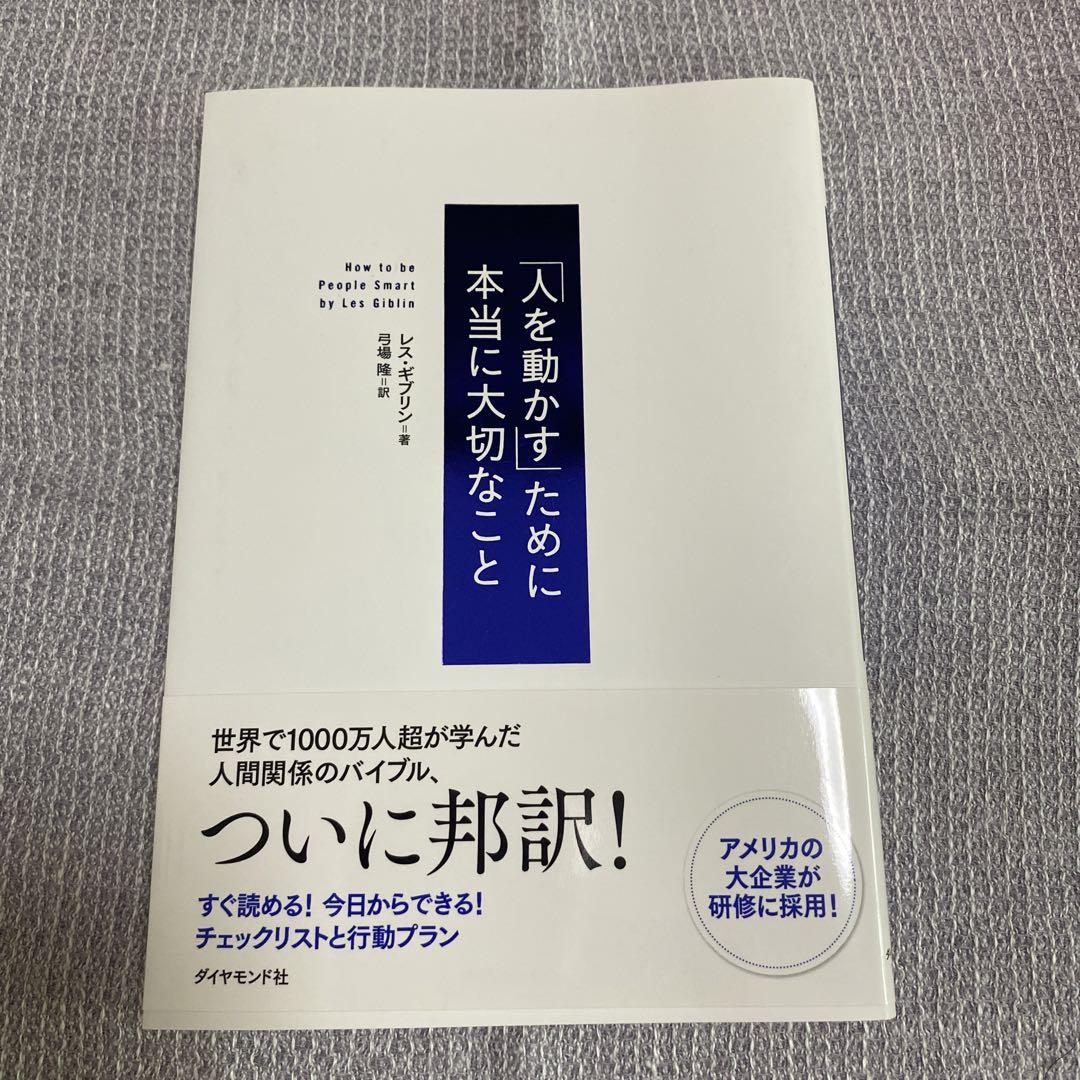 「人を動かす」ために
本当に大切なこと
How to be
People Smart
by Les Giblin
レス・ギブリン=著
弓場 隆=訳
世界で1000万人超が学んだ
人間関係のバイブル、
ついに邦訳!
すぐ読める! 今日からできる!
チェックリストと行動プラン
ダイヤモンド社
アメリカの
大企業が
研修に採用!